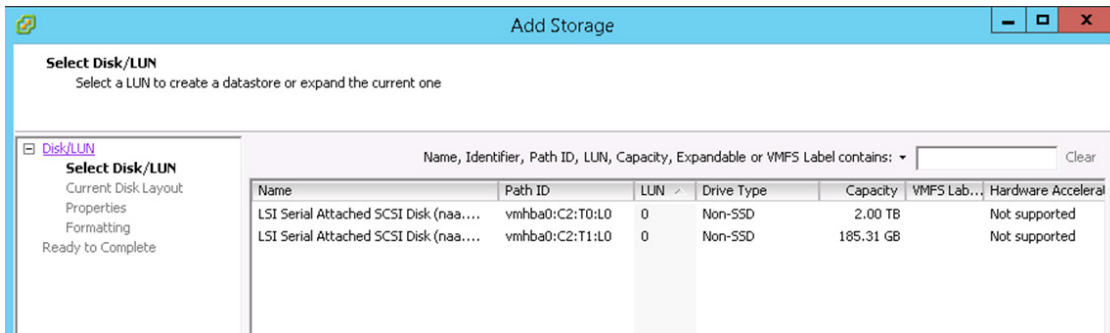 Add Storage
Select Disk/LUN
Select a LUN to create a datastore or expand the current one
Disk/LUN
Select Disk/LUN
Current Disk Layout
Properties
Formatting
Ready to Complete
Name, Identifier, Path ID, LUN, Capacity, Expandable or VMFS Label contains: Clear
Name Path ID LUN Drive Type Capacity VMFS Lab... Hardware Accelerat
LSI Serial Attached SCSI Disk (naa.... vmhba0:C2:T0:L0 0 Non-SSD 2.00 TB Not supported
LSI Serial Attached SCSI Disk (naa.... vmhba0:C2:T1:L0 0 Non-SSD 185.31 GB Not supported